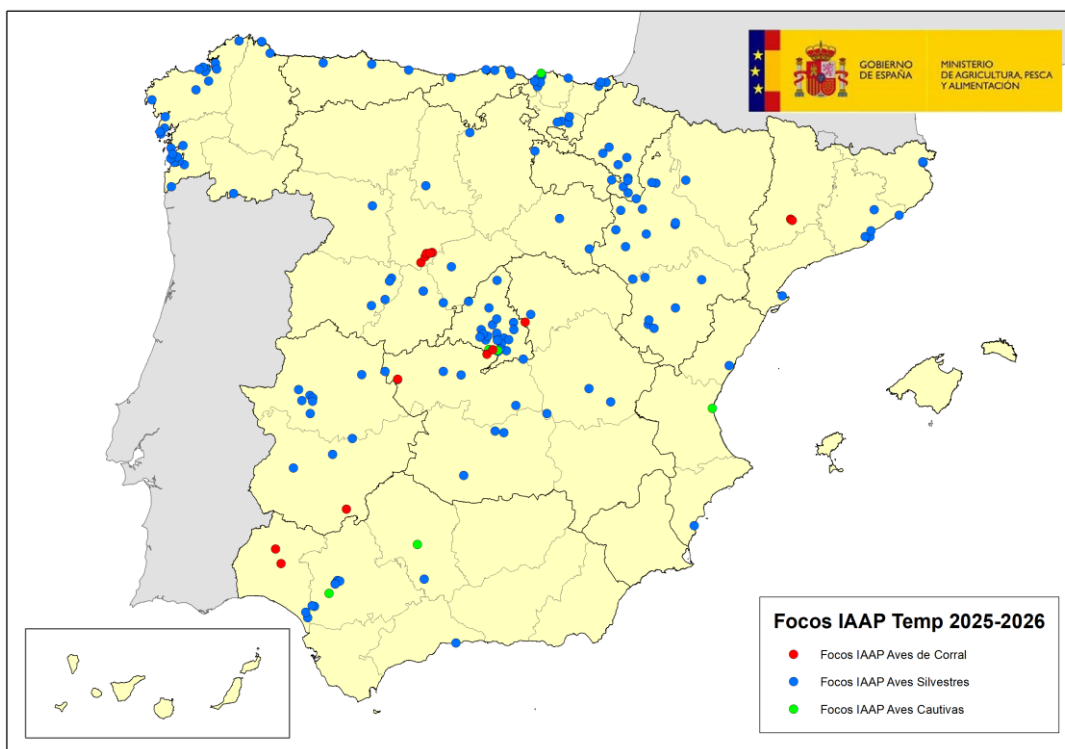 GOBIERNO
DE ESPAÑA
MINISTERIO
DE AGRICULTURA, PESCA
Y ALIMENTACIÓN
Focos IAAP Temp 2025-2026
Focos IAAP Aves de Corral
Focos IAAP Aves Silvestres
Focos IAAP Aves Cautivas